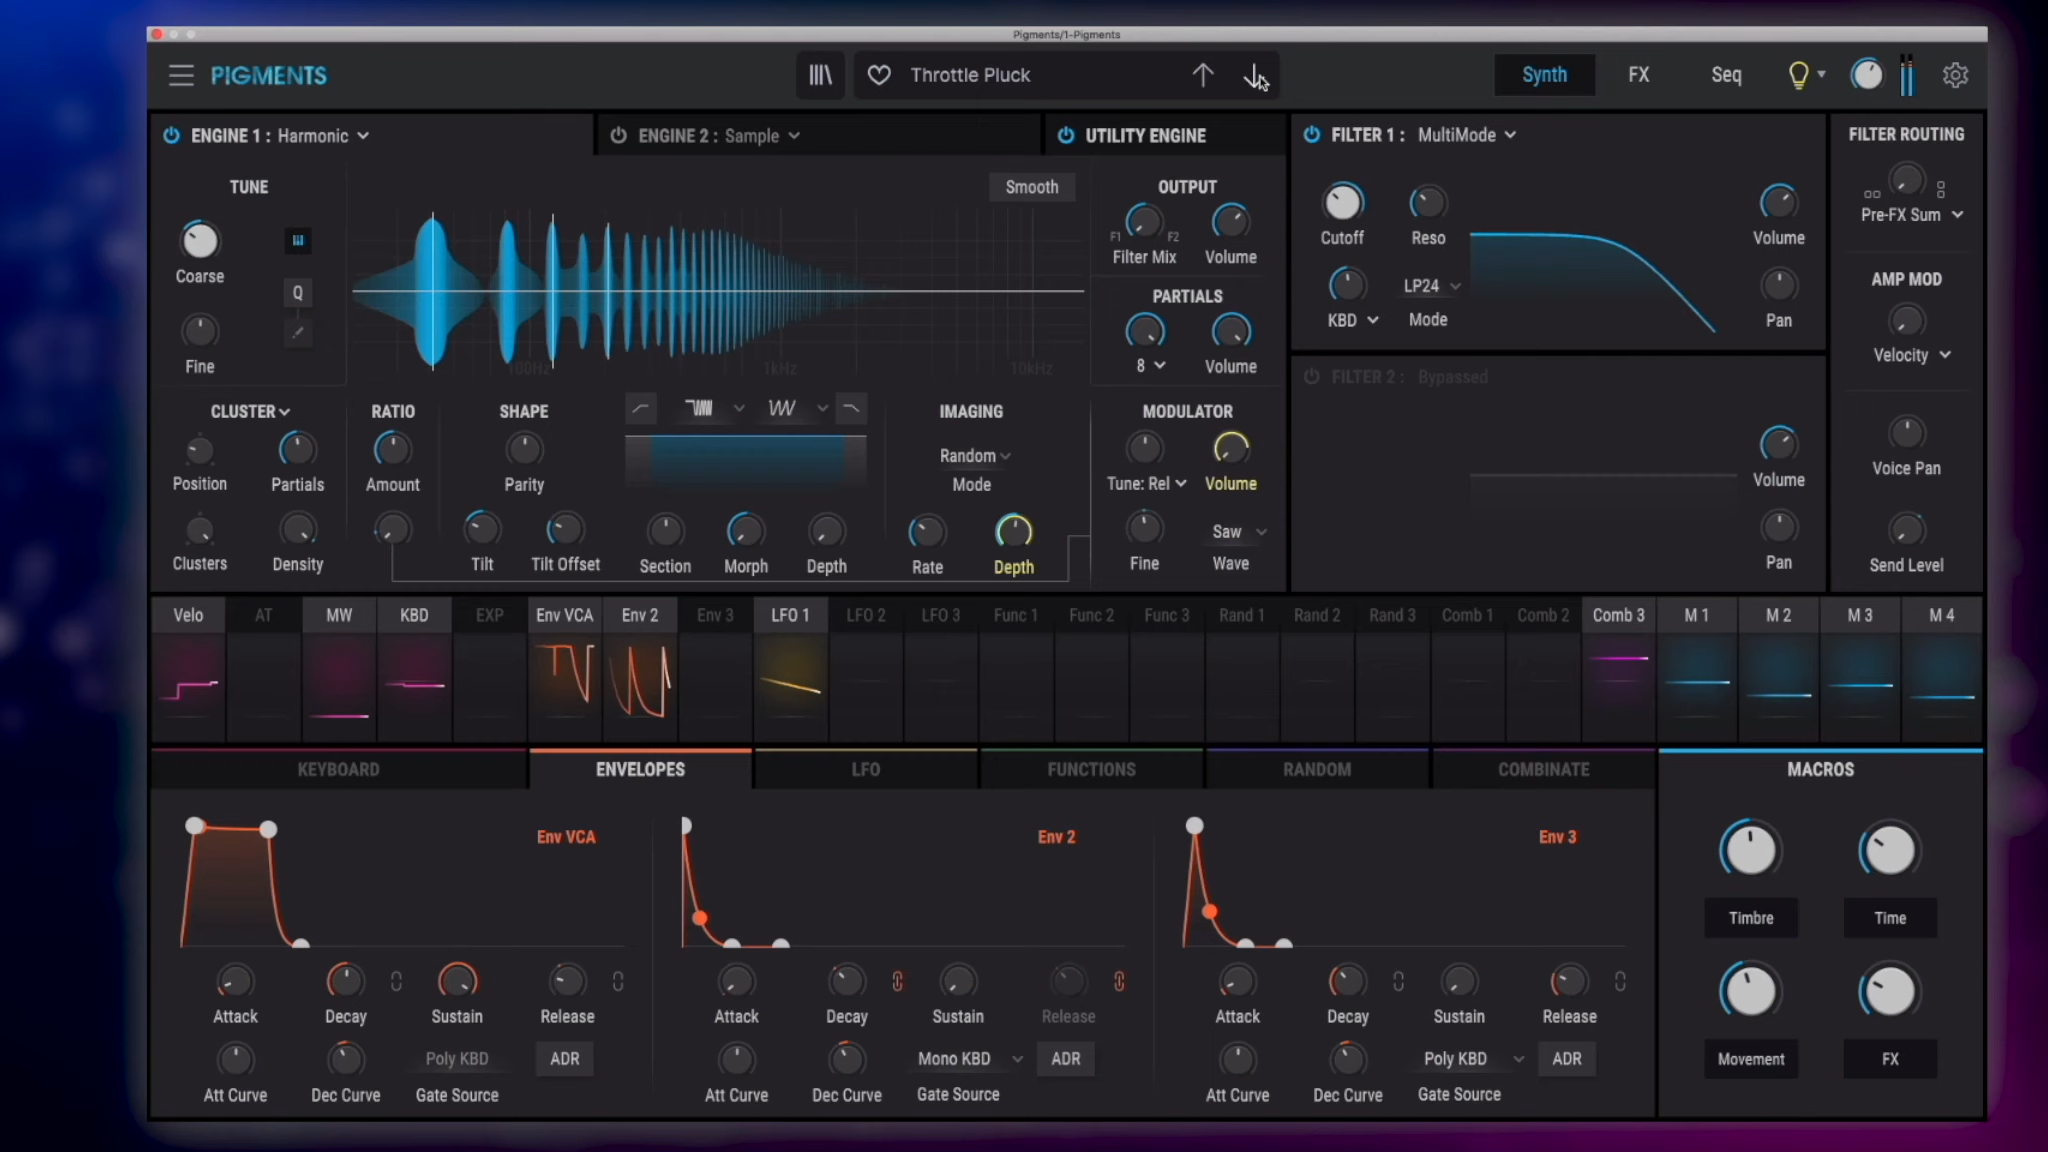 Pigments/1-Pigments
PIGMENTS
Throttle Pluck
Synth FX Seq
ENGINE 1 : Harmonic
ENGINE 2 : Sample
UTILITY ENGINE
FILTER 1 : MultiMode
FILTER ROUTING
TUNE
Smooth
OUTPUT
Coarse
Q
Fine
100Hz 1kHz 10kHz
F1 F2
Filter Mix Volume
PARTIALS
8 Volume
Cutoff Reso Volume
KBD LP24
Mode Pan
Pre-FX Sum
AMP MOD
Velocity
FILTER 2 : Bypassed
CLUSTER RATIO SHAPE IMAGING MODULATOR
Position Partials Amount Parity
Random
Mode
Tune: Rel Volume
Volume
Voice Pan
Clusters Density Tilt Tilt Offset Section Morph Depth Rate Depth Fine
Saw
Wave
Pan
Send Level
Velo AT MW KBD EXP Env VCA Env 2 Env 3 LFO 1 LFO 2 LFO 3 Func 1 Func 2 Func 3 Rand 1 Rand 2 Rand 3 Comb 1 Comb 2 Comb 3 M 1 M 2 M 3 M 4
KEYBOARD ENVELOPES LFO FUNCTIONS RANDOM COMBINATE MACROS
Env VCA
Attack Decay Sustain Release
Poly KBD ADR
Att Curve Dec Curve Gate Source
Env 2
Attack Decay Sustain Release
Mono KBD ADR
Att Curve Dec Curve Gate Source
Env 3
Attack Decay Sustain Release
Poly KBD ADR
Att Curve Dec Curve Gate Source
Timbre Time
Movement FX